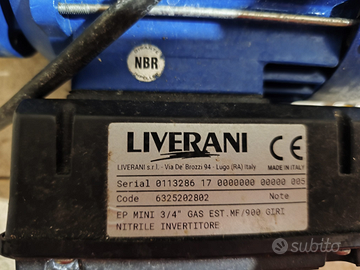 NBR
LIVERANI
CE
LIVERANI s.r.l. - Via De' Brozzi 94 - Lugo (RA) Italy
MADE IN ITALY
Serial 0113286 17 0000000 00000 005
Code 6325202802 Note
EP MINI 3/4" GAS EST.MF/900 GIRI
NITRILE INVERTITORE
subito